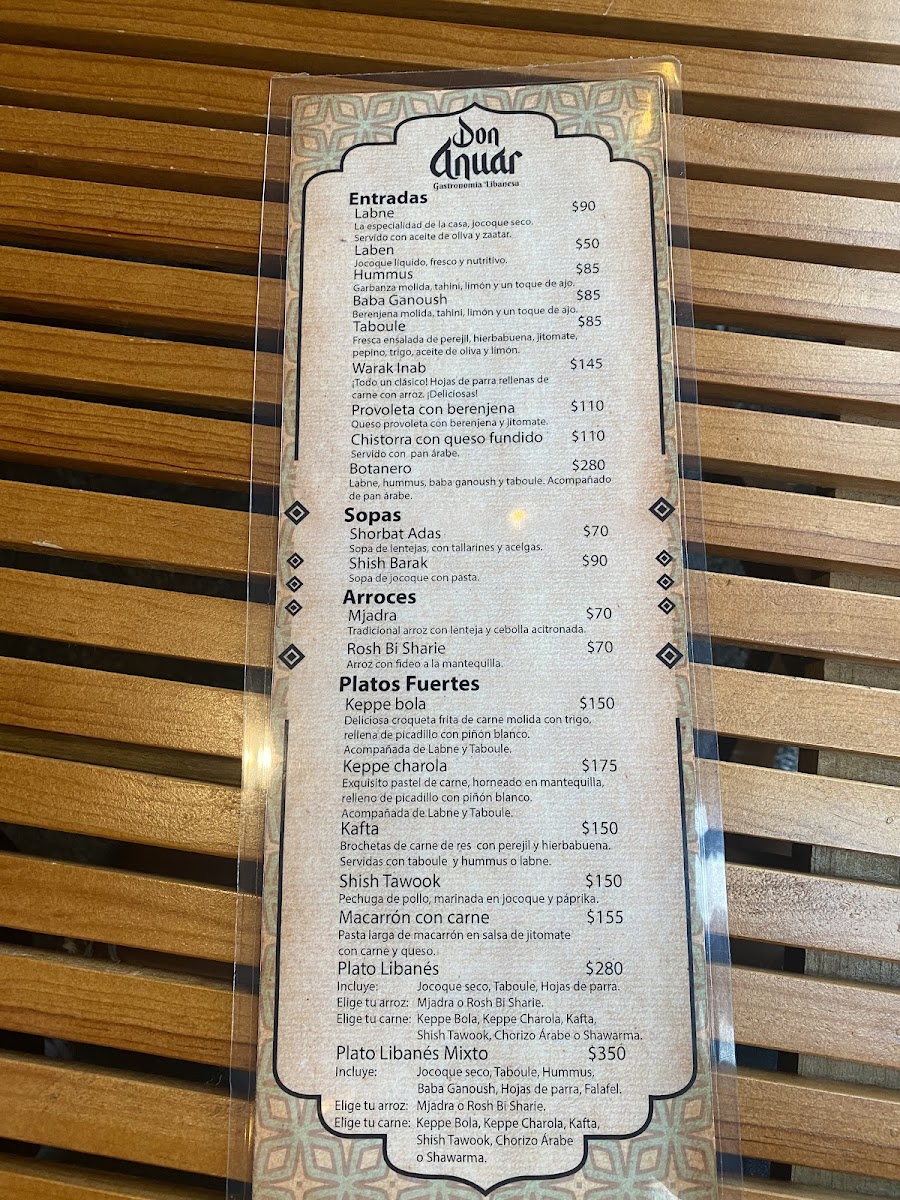 Don
Anuar
Gastronomía Libanesa
Entradas
Labne $90
La especialidad de la casa, jocoque seco.
Servido con aceite de oliva y zaatar.
Laben $50
Jocoque liquido, fresco y nutritivo.
Hummus $85
Garbanza molida, tahini, limón y un toque de ajo.
Baba Ganoush $85
Berenjena molida, tahini, limón y un toque de ajo.
Taboule $85
Fresca ensalada de perejil, hierbabuena, jitomate,
pepino, trigo, aceite de oliva y limón.
Warak Inab $145
¡Todo un clásico! Hojas de parra rellenas de
carne con arroz. ¡Deliciosas!
Provoleta con berenjena $110
Queso provoleta con berenjena y jitomate.
Chistorra con queso fundido $110
Servido con pan árabe.
Botanero $280
Labne, hummus, baba ganoush y taboule. Acompañado
de pan árabe.
Sopas
Shorbat Adas $70
Sopa de lentejas, con tallarines y acelgas.
Shish Barak $90
Sopa de jocoque con pasta.
Arroces
Mjadra $70
Tradicional arroz con lenteja y cebolla acitronada.
Rosh Bi Sharie $70
Arroz con fideo a la mantequilla.
Platos Fuertes
Keppe bola $150
Deliciosa croqueta frita de carne molida con trigo,
rellena de picadillo con piñon blanco.
Acompañada de Labne y Taboule.
Keppe charola $175
Exquisito pastel de carne, horneado en mantequilla,
relleno de picadillo con piñón blanco.
Acompañada de Labne y Taboule.
Kafta $150
Brochetas de carne de res con perejil y hierbabuena.
Servidas con taboule y hummus o labne.
Shish Tawook $150
Pechuga de pollo, marinada en jocoque y páprika.
Macarrón con carne $155
Pasta larga de macarrón en salsa de jitomate
con carne y queso.
Plato Libanés $280
Incluye: Jocoque seco, Taboule, Hojas de parra.
Elige tu arroz: Mjadra o Rosh Bi Sharie.
Elige tu carne: Keppe Bola, Keppe Charola, Kafta,
Shish Tawook, Chorizo Árabe o Shawarma.
Plato Libanés Mixto $350
Incluye: Jocoque seco, Taboule, Hummus,
Baba Ganoush, Hojas de parra, Falafel.
Elige tu arroz: Mjadra o Rosh Bi Sharie.
Elige tu carne: Keppe Bola, Keppe Charola, Kafta,
Shish Tawook, Chorizo Árabe
o Shawarma.